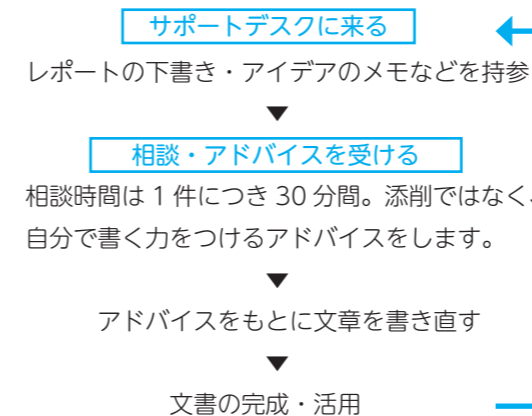 サポートデスクに来る
レポートの下書き・アイデアのメモなどを持参
▼
相談・アドバイスを受ける
相談時間は 1 件につき 30 分間。添削ではなく、
自分で書く力をつけるアドバイスをします。
▼
アドバイスをもとに文章を書き直す
▼
文書の完成・活用